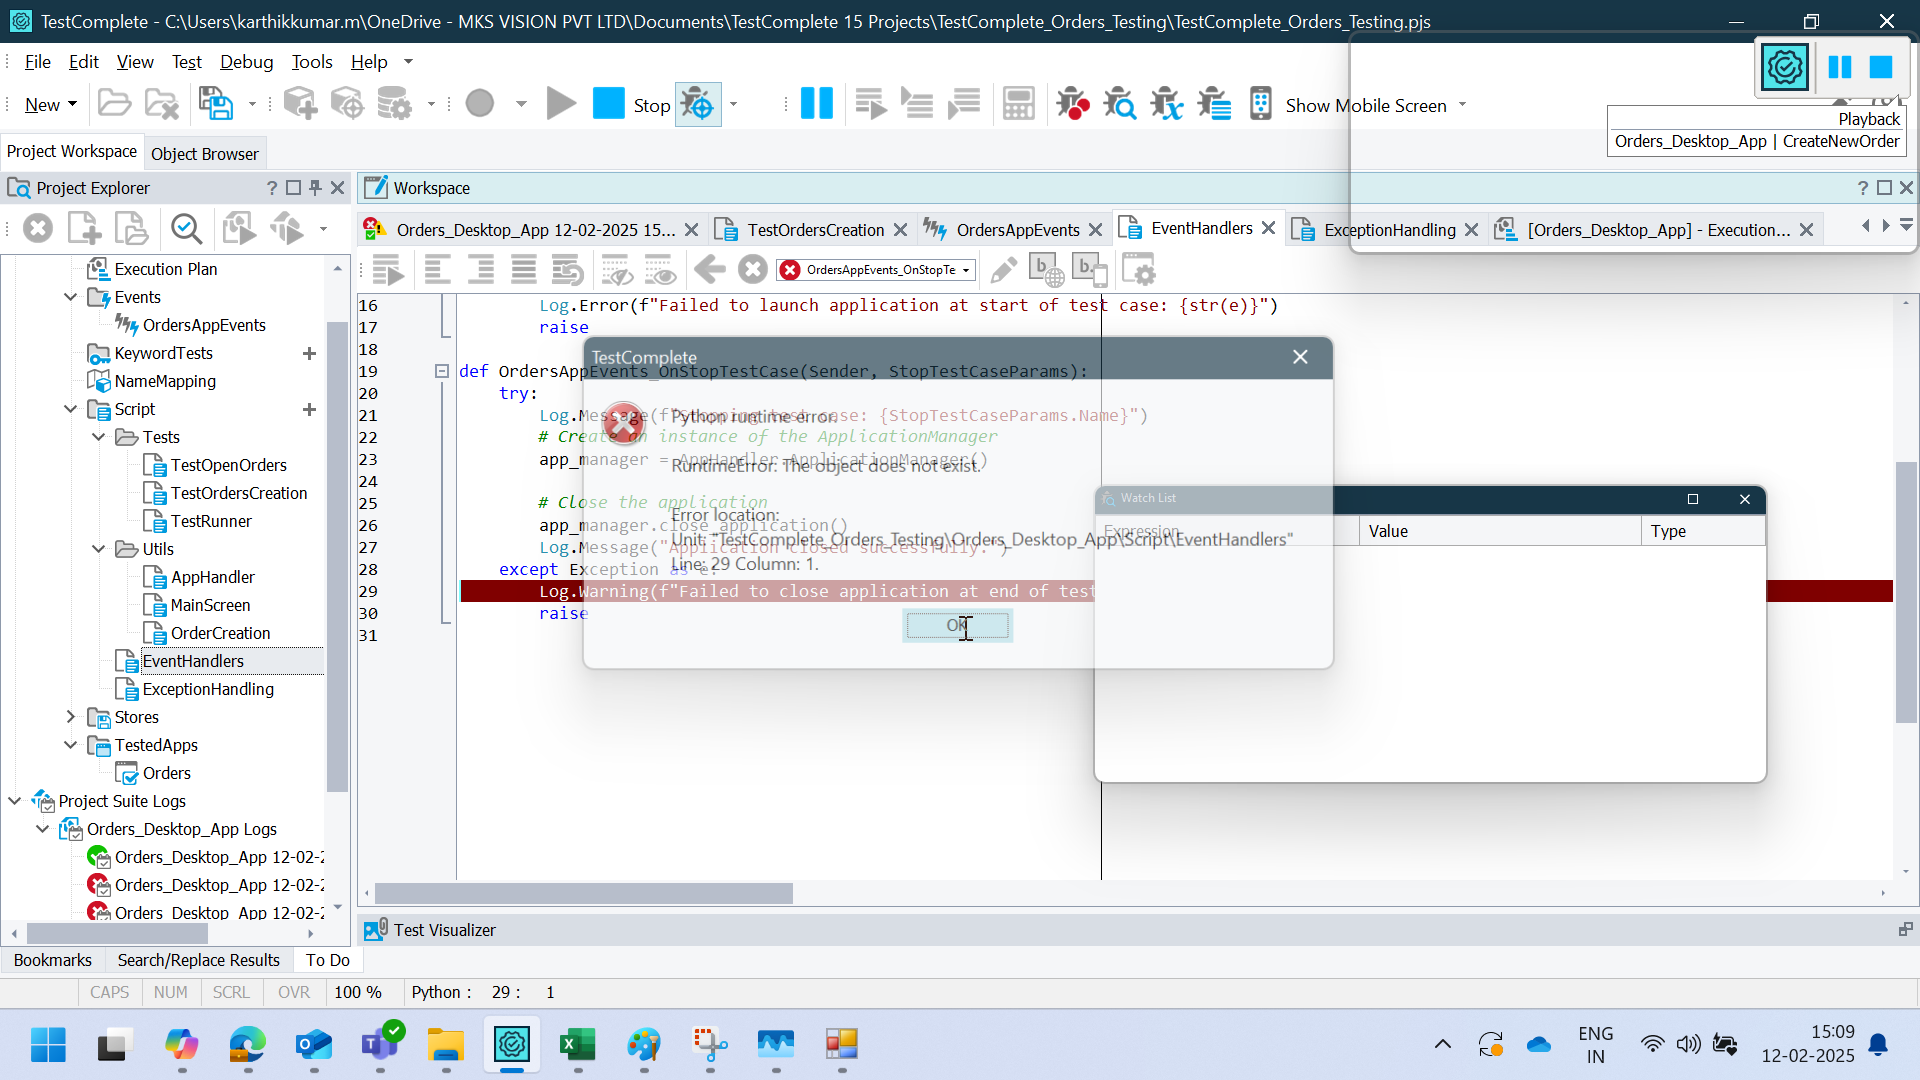 TestComplete - C:\Users\karthikkumar.m\OneDrive - MKS VISION PVT LTD\Documents\TestComplete 15 Projects\TestComplete_Orders_Testing\TestComplete_Orders_Testing.pjs
File Edit View Test Debug Tools Help
New Stop Show Mobile Screen
Playback
Orders_Desktop_App | CreateNewOrder
Project Workspace Object Browser
Project Explorer
Workspace
Orders_Desktop_App 12-02-2025 15... TestOrdersCreation OrdersAppEvents EventHandlers ExceptionHandling [Orders_Desktop_App] - Execution...
OrdersAppEvents_OnStopTe
Execution Plan
Events
OrdersAppEvents
KeywordTests
NameMapping
Script
Tests
TestOpenOrders
TestOrdersCreation
TestRunner
Utils
AppHandler
MainScreen
OrderCreation
EventHandlers
ExceptionHandling
Stores
TestedApps
Orders
Project Suite Logs
Orders_Desktop_App Logs
Orders_Desktop_App 12-02-2
Orders_Desktop_App 12-02-2
Orders_Desktop_App 12-02-2
16 Log.Error(f"Failed to launch application at start of test case: {str(e)}")
17 raise
18
19 def OrdersAppEvents_OnStopTestCase(Sender, StopTestCaseParams):
20 try:
21 Log.Message(f"Stopping test case: {StopTestCaseParams.Name}")
22 # Create an instance of the ApplicationManager
23 app_manager = AppHandler.ApplicationManager()
24
25 # Close the application
26 app_manager.close_application()
27 Log.Message("Application closed successfully.")
28 except Exception as e:
29 Log.Warning(f"Failed to close application at end of test
30 raise
31
TestComplete
Python runtime error.
RuntimeError: The object does not exist.
Error location:
Unit: "TestComplete_Orders_Testing\Orders_Desktop_App\Script\EventHandlers"
Line: 29 Column: 1.
OK
Watch List
Expression Value Type
Test Visualizer
Bookmarks Search/Replace Results To Do
CAPS NUM SCRL OVR 100 % Python : 29 : 1
ENG
IN
15:09
12-02-2025